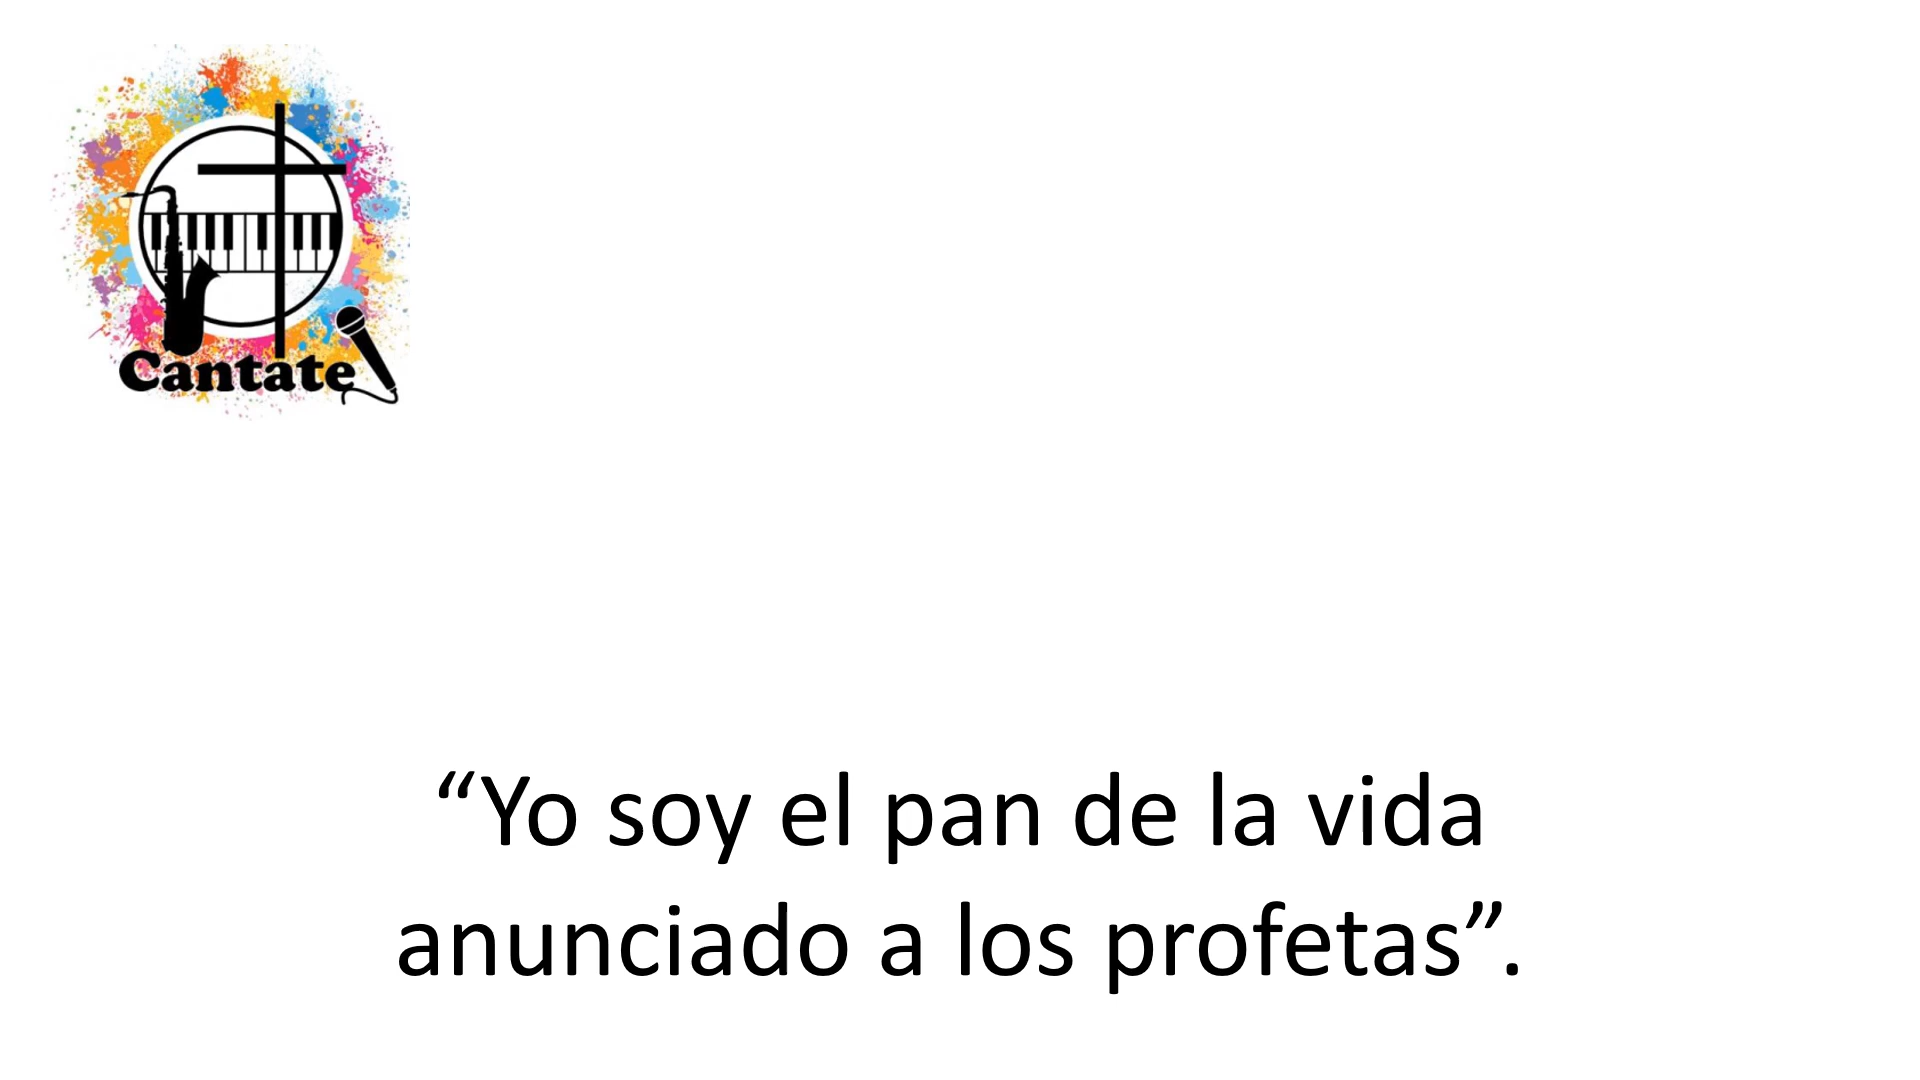 Cantate
“Yo soy el pan de la vida
anunciado a los profetas”.